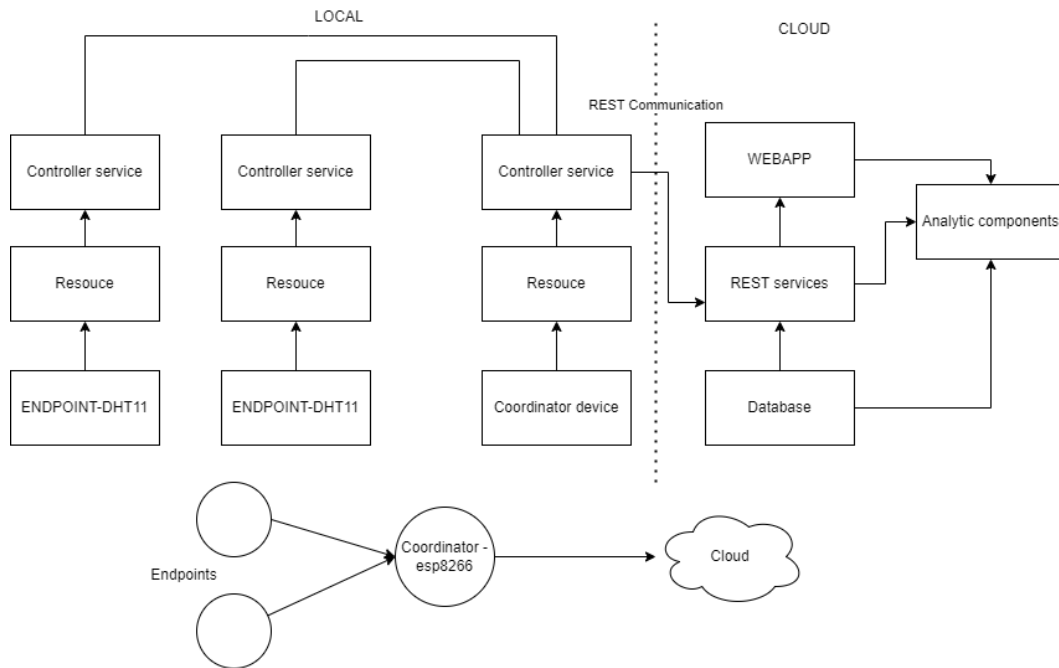 LOCAL
CLOUD
REST Communication
Controller service
Controller service
Controller service
WEBAPP
Analytic components
Resouce
Resouce
Resouce
REST services
ENDPOINT-DHT11
ENDPOINT-DHT11
Coordinator device
Database
Endpoints
Coordinator -
esp8266
Cloud